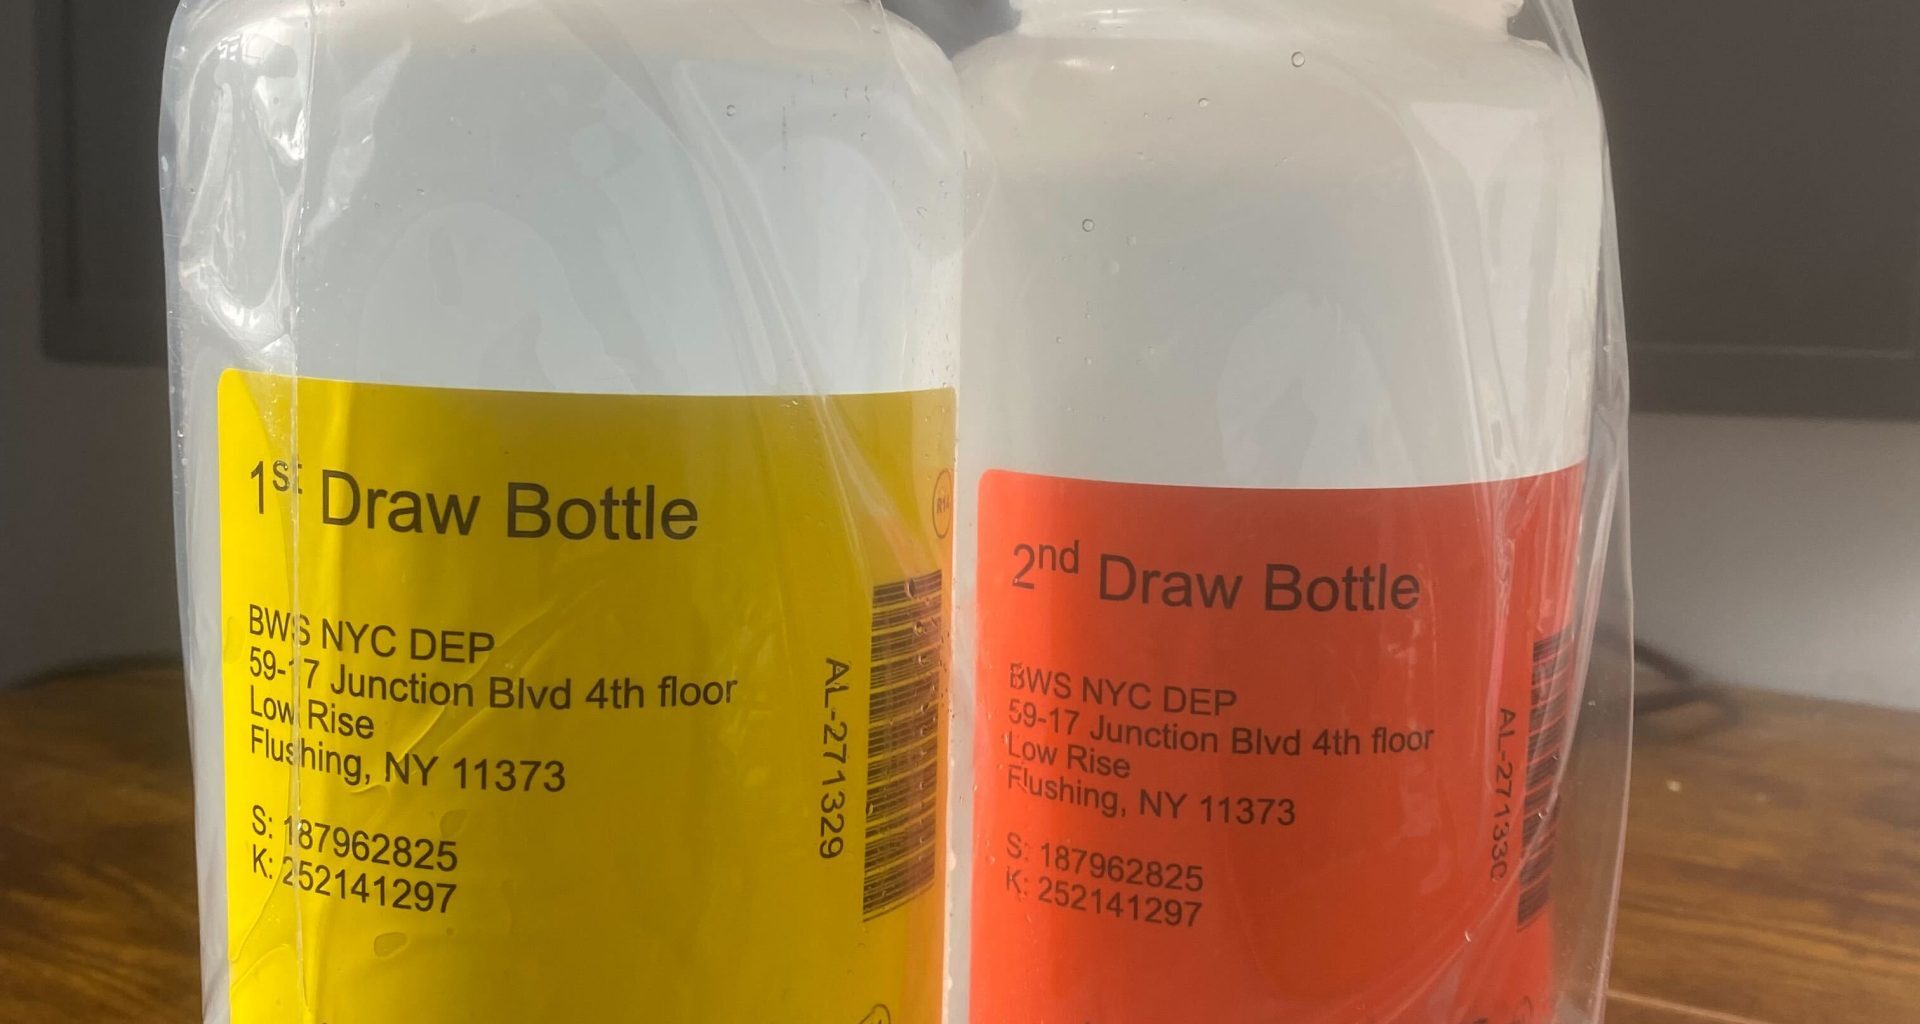 1st Draw Bottle
BWS NYC DEP
59-17 Junction Blvd 4th floor
Low Rise
Flushing, NY 11373
S: 187962825
K: 252141297
AL-271329
2nd Draw Bottle
BWS NYC DEP
59-17 Junction Blvd 4th floor
Low Rise
Flushing, NY 11373
S: 187962825
K: 252141297
AL-271330